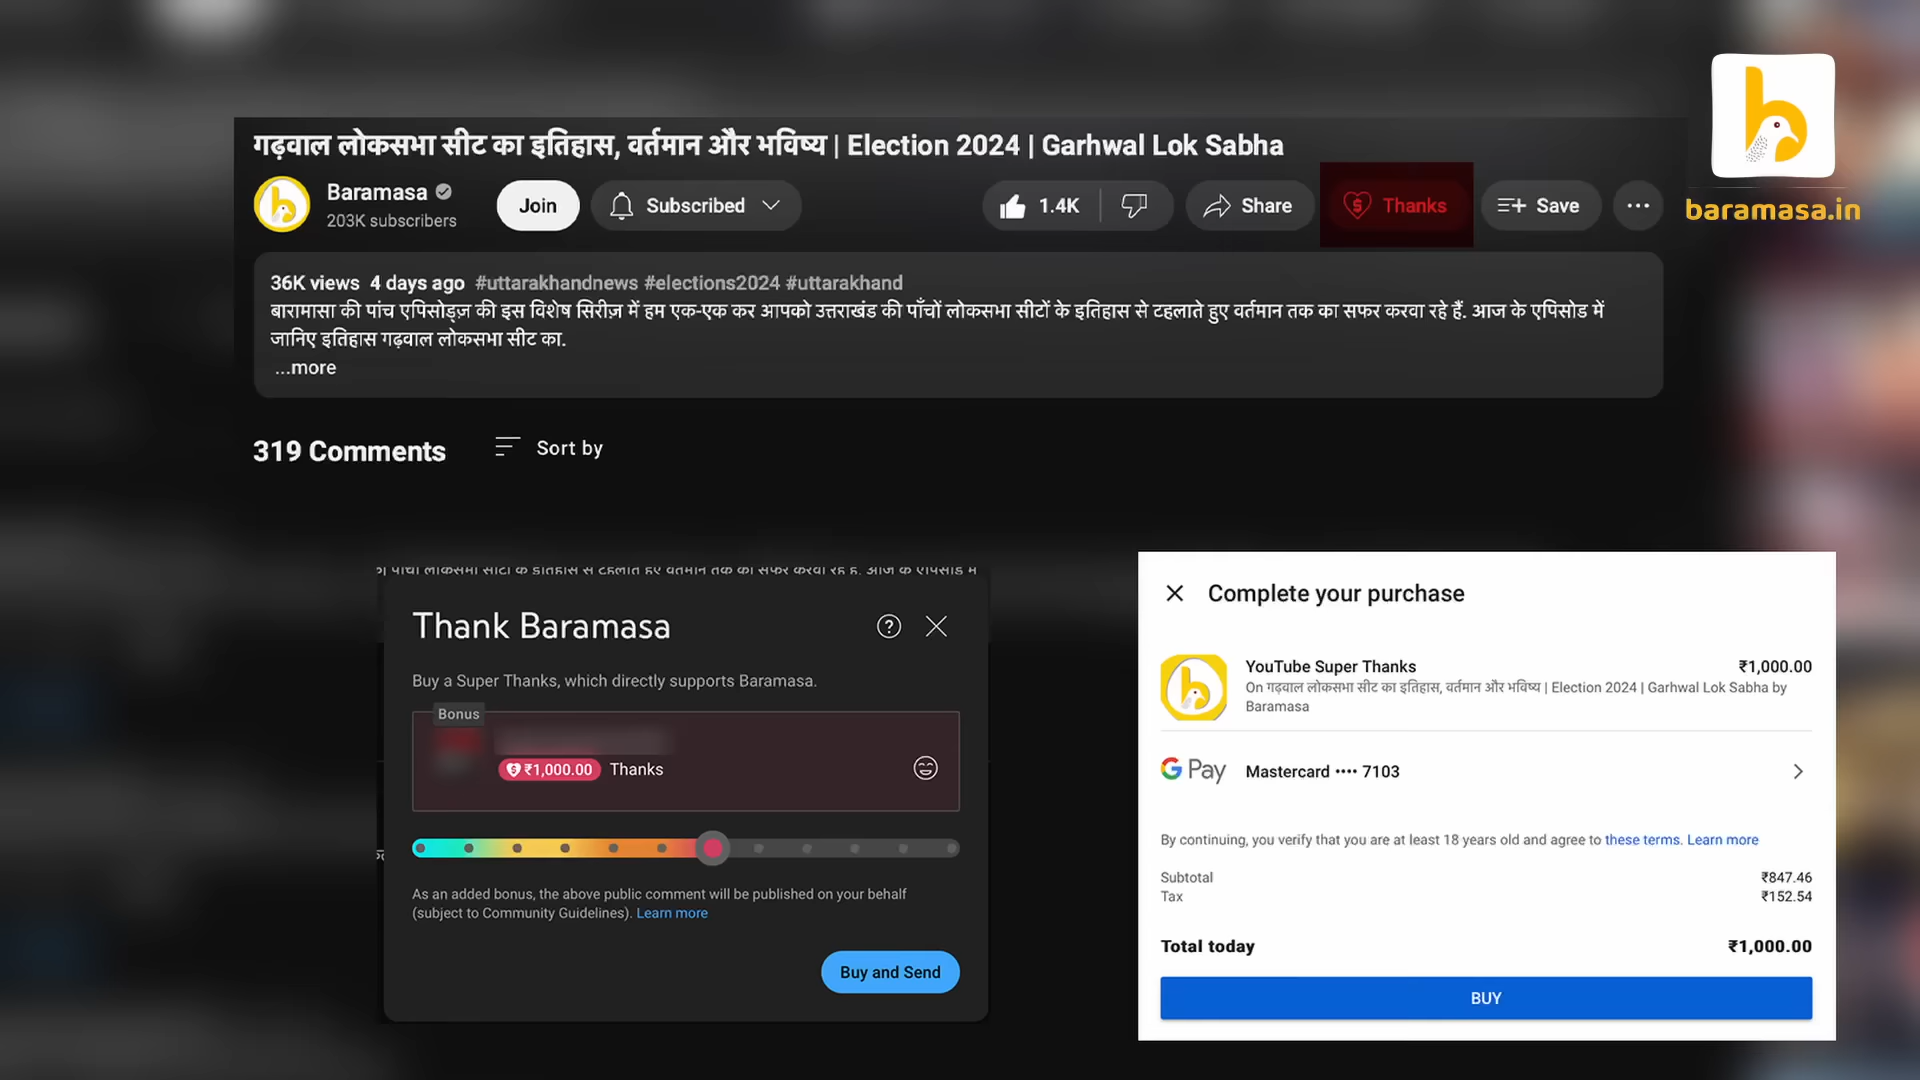 गढ़वाल लोकसभा सीट का इतिहास, वर्तमान और भविष्य | Election 2024 | Garhwal Lok Sabha
Baramasa
203K subscribers
Join
Subscribed
1.4K
Share
Thanks
Save
baramasa.in
36K views 4 days ago #uttarakhandnews #elections2024 #uttarakhand
बारामासा की पांच एपिसोड्ज़ की इस विशेष सिरीज़ में हम एक-एक कर आपको उत्तराखंड की पाँचों लोकसभा सीटों के इतिहास से टहलाते हुए वर्तमान तक का सफर करवा रहे हैं. आज के एपिसोड में
जानिए इतिहास गढ़वाल लोकसभा सीट का.
...more
319 Comments
Sort by
Thank Baramasa
Buy a Super Thanks, which directly supports Baramasa.
Bonus
₹1,000.00 Thanks
As an added bonus, the above public comment will be published on your behalf
(subject to Community Guidelines). Learn more
Buy and Send
Complete your purchase
YouTube Super Thanks ₹1,000.00
On गढ़वाल लोकसभा सीट का इतिहास, वर्तमान और भविष्य | Election 2024 | Garhwal Lok Sabha by
Baramasa
G Pay Mastercard •••• 7103
By continuing, you verify that you are at least 18 years old and agree to these terms. Learn more
Subtotal ₹847.46
Tax ₹152.54
Total today ₹1,000.00
BUY